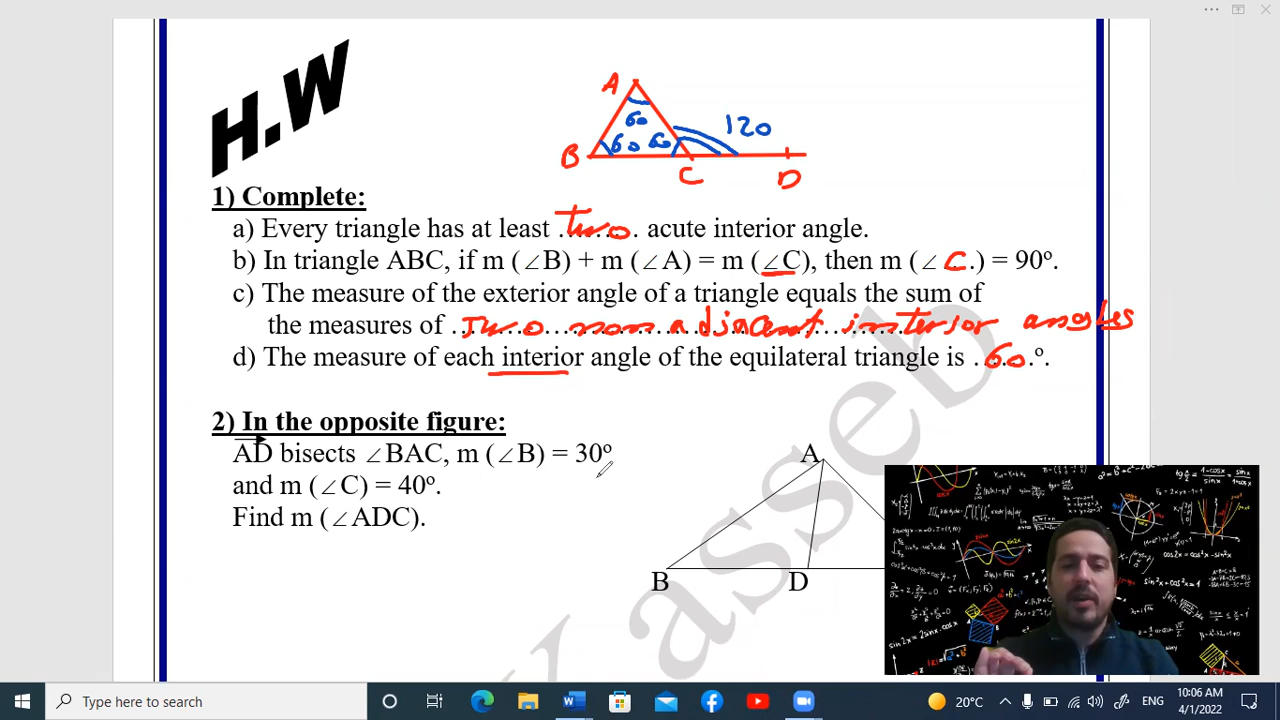 H.W
A
60
120
B
60 60
C
D
1) Complete:
a) Every triangle has at least two acute interior angle.
b) In triangle ABC, if m (∠B) + m (∠A) = m (∠C), then m (∠ C.) = 90º.
c) The measure of the exterior angle of a triangle equals the sum of
the measures of two non adjacent interior angles
d) The measure of each interior angle of the equilateral triangle is 60º.
2) In the opposite figure:
AD bisects ∠BAC, m (∠B) = 30º
and m (∠C) = 40º.
Find m (∠ADC).
A
B
D
Kasseb
Type here to search
20°C
ENG
10:06 AM
4/1/2022